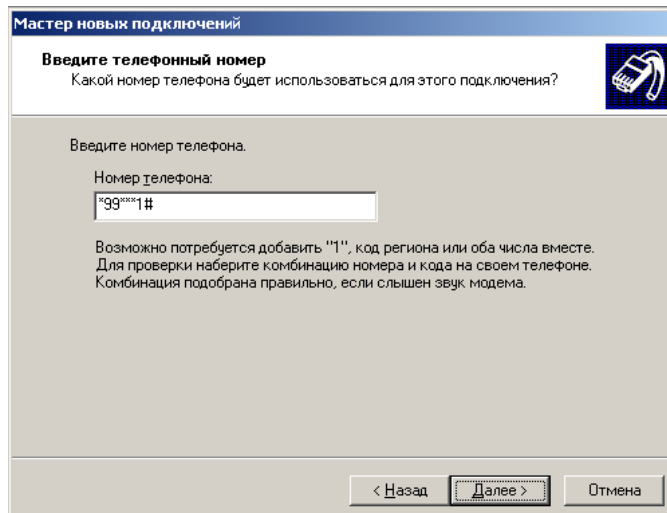 Мастер новых подключений
Введите телефонный номер
Какой номер телефона будет использоваться для этого подключения?
Введите номер телефона.
Номер телефона:
*99***1#
Возможно потребуется добавить "1", код региона или оба числа вместе.
Для проверки наберите комбинацию номера и кода на своем телефоне.
Комбинация подобрана правильно, если слышен звук модема.
< Назад Далее > Отмена